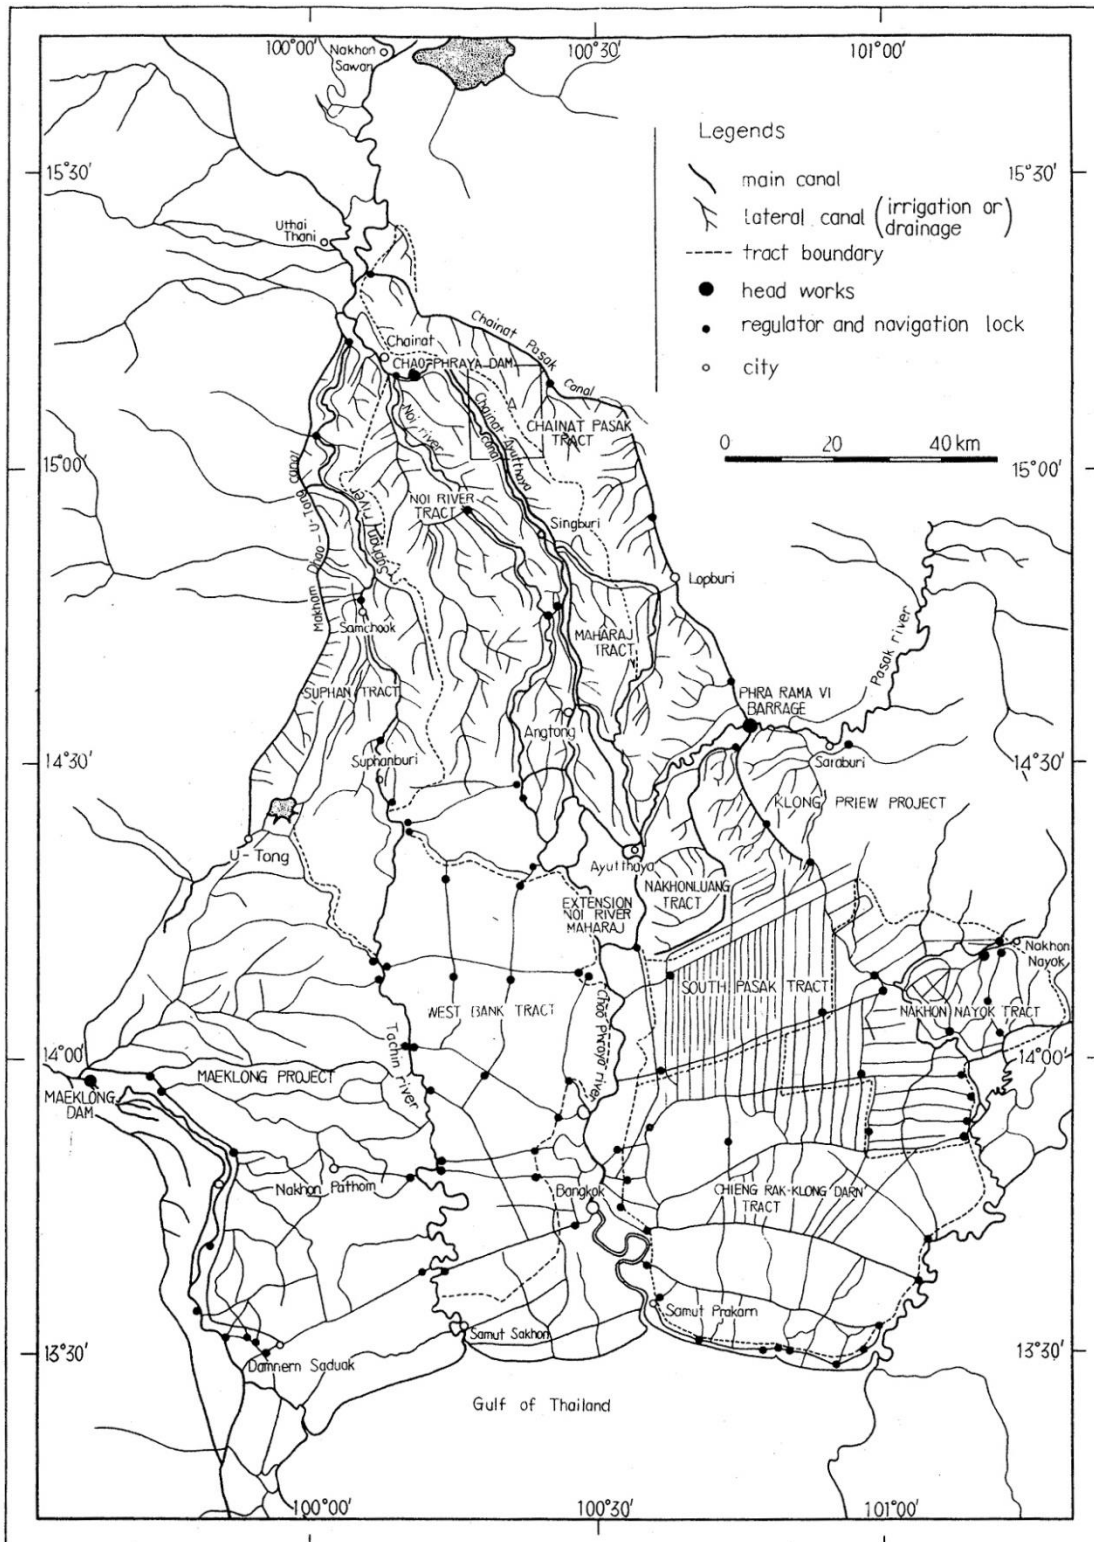 100°00'
100°30'
101°00'
Nakhon
Sawan
Legends
main canal
lateral canal (irrigation or
drainage)
tract boundary
head works
regulator and navigation lock
city
0
20
40 km
15°30'
15°30'
Uthai
Thani
Chainat
Pasak
canal
Chainat
CHAO-PHRAYA DAM
Noi river
Chainat Ayutthaya
canal
CHAINAT PASAK
TRACT
15°00'
15°00'
NOI RIVER
TRACT
Suphan river
Singburi
Lopburi
Samchook
MAHARAJ
TRACT
Pasak river
SUPHAN TRACT
PHRA RAMA VI
BARRAGE
Angtong
Saraburi
14°30'
14°30'
Suphanburi
KLONG PRIEW PROJECT
U-Tong
Ayutthaya
NAKHONLUANG
TRACT
EXTENSION
NOI RIVER
MAHARAJ
Nakhon
Nayok
SOUTH PASAK TRACT
WEST BANK TRACT
Chao Phraya river
NAKHON NAYOK TRACT
Tachin river
14°00'
14°00'
MAEKLONG PROJECT
MAEKLONG
DAM
Nakhon Pathom
Bangkok
CHIENG RAK-KLONG DARN
TRACT
Samut Prakarn
Samut Sakhon
13°30'
13°30'
Damnern Saduak
Gulf of Thailand
100°00'
100°30'
101°00'